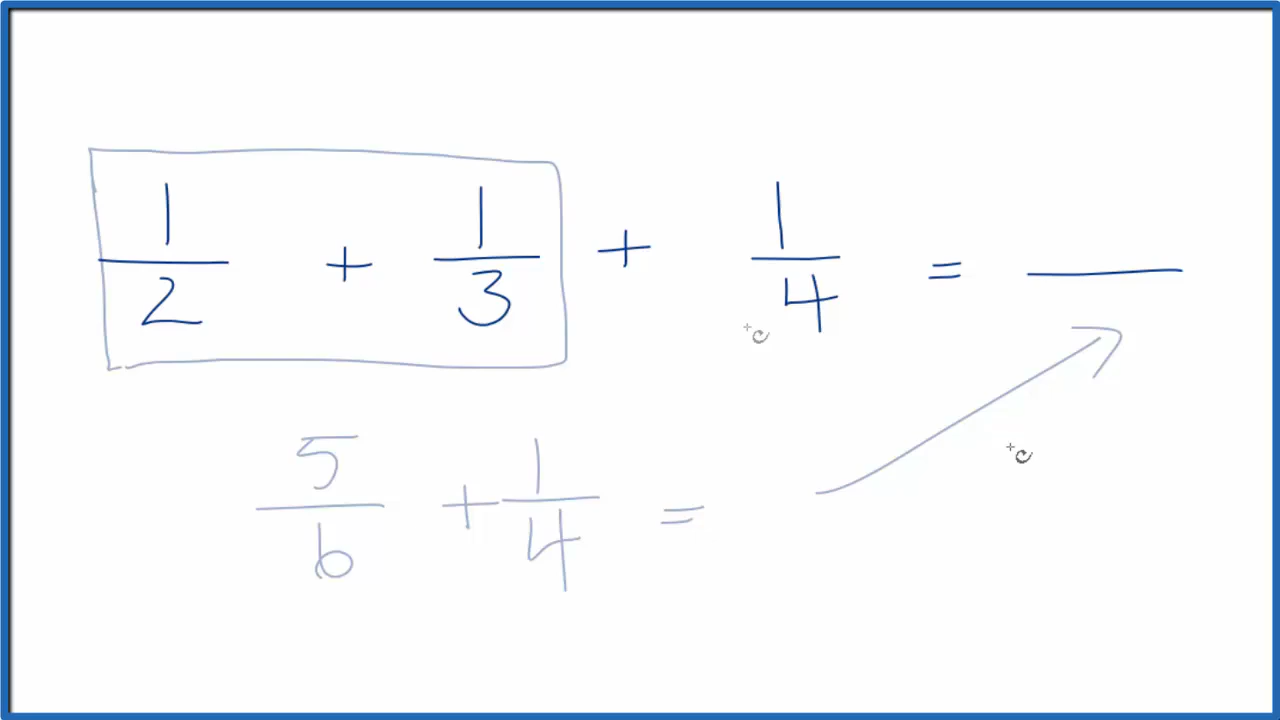 1/2 + 1/3 + 1/4 =
5/6 + 1/4 =